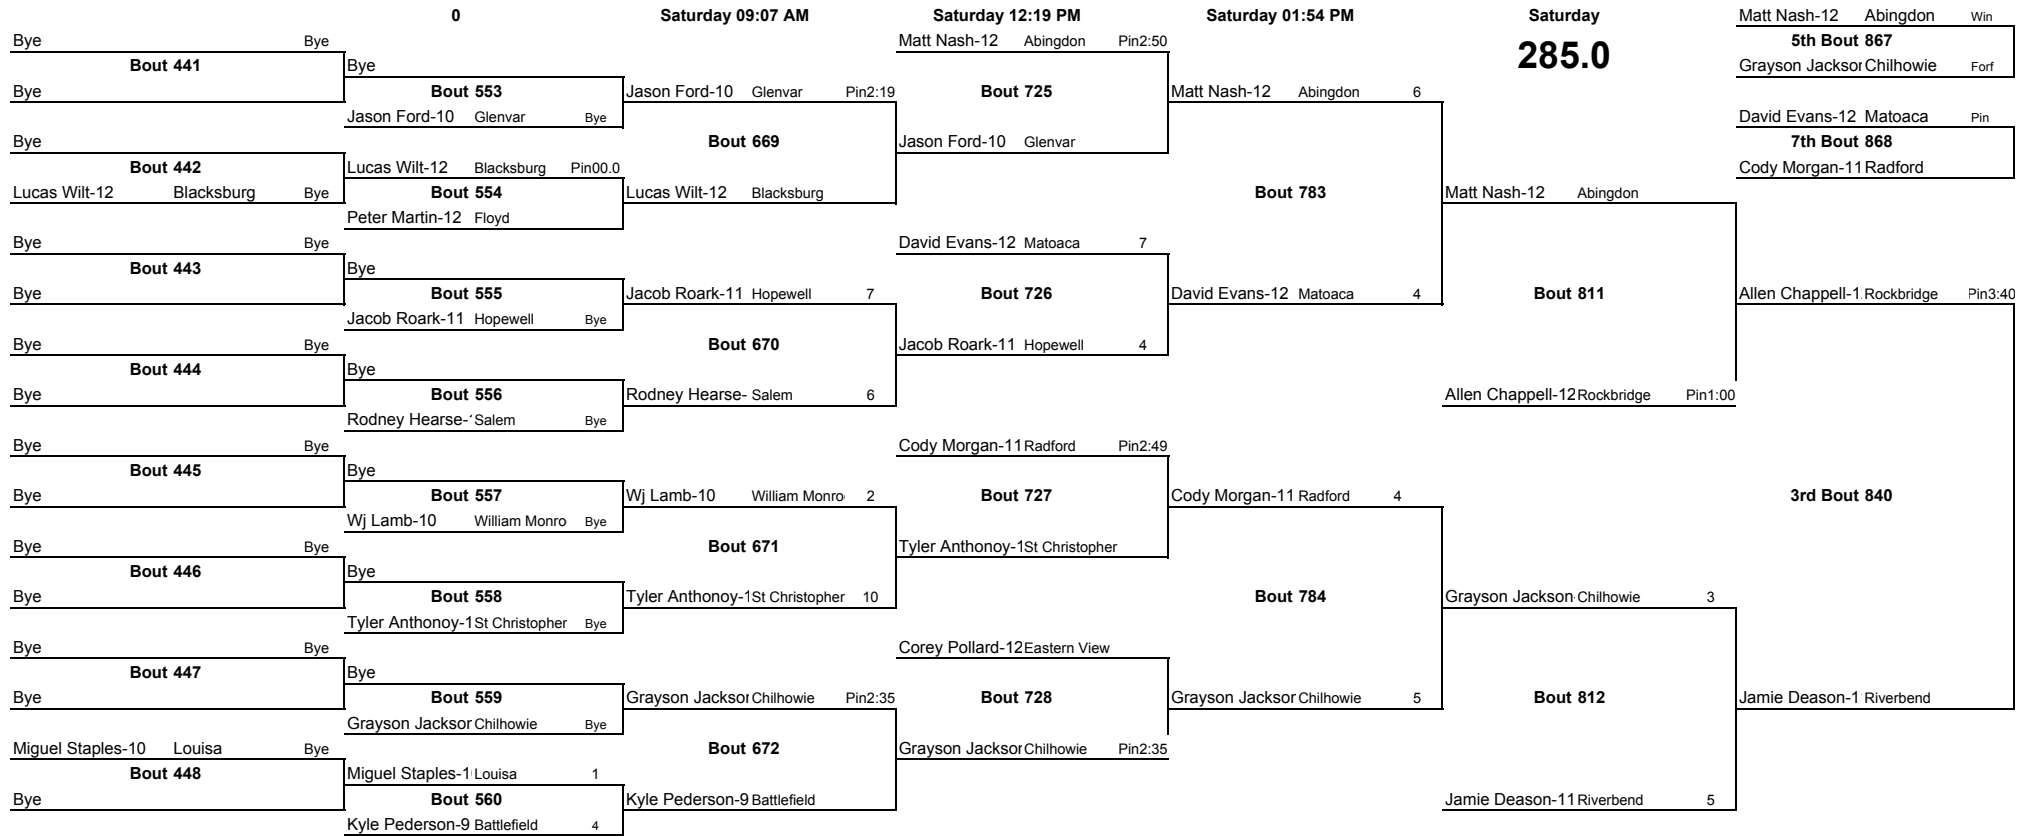 0 Saturday 09:07 AM Saturday 12:19 PM Saturday 01:54 PM Saturday Matt Nash-12 Abingdon Win
Bye Bye Matt Nash-12 Abingdon Pin2:50 285.0 5th Bout 867
Bout 441 Bye Grayson Jackson Chilhowie Forf
Bye Bout 553 Jason Ford-10 Glenvar Pin2:19 Bout 725 Matt Nash-12 Abingdon 6
Jason Ford-10 Glenvar Bye David Evans-12 Matoaca Pin
Bye Bout 669 Jason Ford-10 Glenvar 7th Bout 868
Bout 442 Lucas Wilt-12 Blacksburg Pin00.0 Cody Morgan-11 Radford
Lucas Wilt-12 Blacksburg Bye Bout 554 Lucas Wilt-12 Blacksburg Bout 783 Matt Nash-12 Abingdon
Peter Martin-12 Floyd
Bye Bye David Evans-12 Matoaca 7
Bout 443 Bye
Bye Bout 555 Jacob Roark-11 Hopewell 7 Bout 726 David Evans-12 Matoaca 4 Bout 811 Allen Chappell-1 Rockbridge Pin3:40
Jacob Roark-11 Hopewell Bye
Bye Bye Bout 670 Jacob Roark-11 Hopewell 4
Bout 444 Bye
Bye Bout 556 Rodney Hearse- Salem 6 Allen Chappell-12 Rockbridge Pin1:00
Rodney Hearse- Salem Bye
Bye Bye Cody Morgan-11 Radford Pin2:49
Bout 445 Bye
Bye Bout 557 Wj Lamb-10 William Monro 2 Bout 727 Cody Morgan-11 Radford 4 3rd Bout 840
Wj Lamb-10 William Monro Bye
Bye Bye Bout 671 Tyler Anthonoy-1 St Christopher
Bout 446 Bye
Bye Bout 558 Tyler Anthonoy-1 St Christopher 10 Bout 784 Grayson Jackson Chilhowie 3
Tyler Anthonoy-1 St Christopher Bye
Bye Bye Corey Pollard-12 Eastern View
Bout 447 Bye
Bye Bout 559 Grayson Jackson Chilhowie Pin2:35 Bout 728 Grayson Jackson Chilhowie 5 Bout 812 Jamie Deason-1 Riverbend
Grayson Jackson Chilhowie Bye
Miguel Staples-10 Louisa Bye Bout 672 Grayson Jackson Chilhowie Pin2:35
Bout 448 Miguel Staples-1 Louisa 1
Bye Bout 560 Kyle Pederson-9 Battlefield Jamie Deason-11 Riverbend 5
Kyle Pederson-9 Battlefield 4